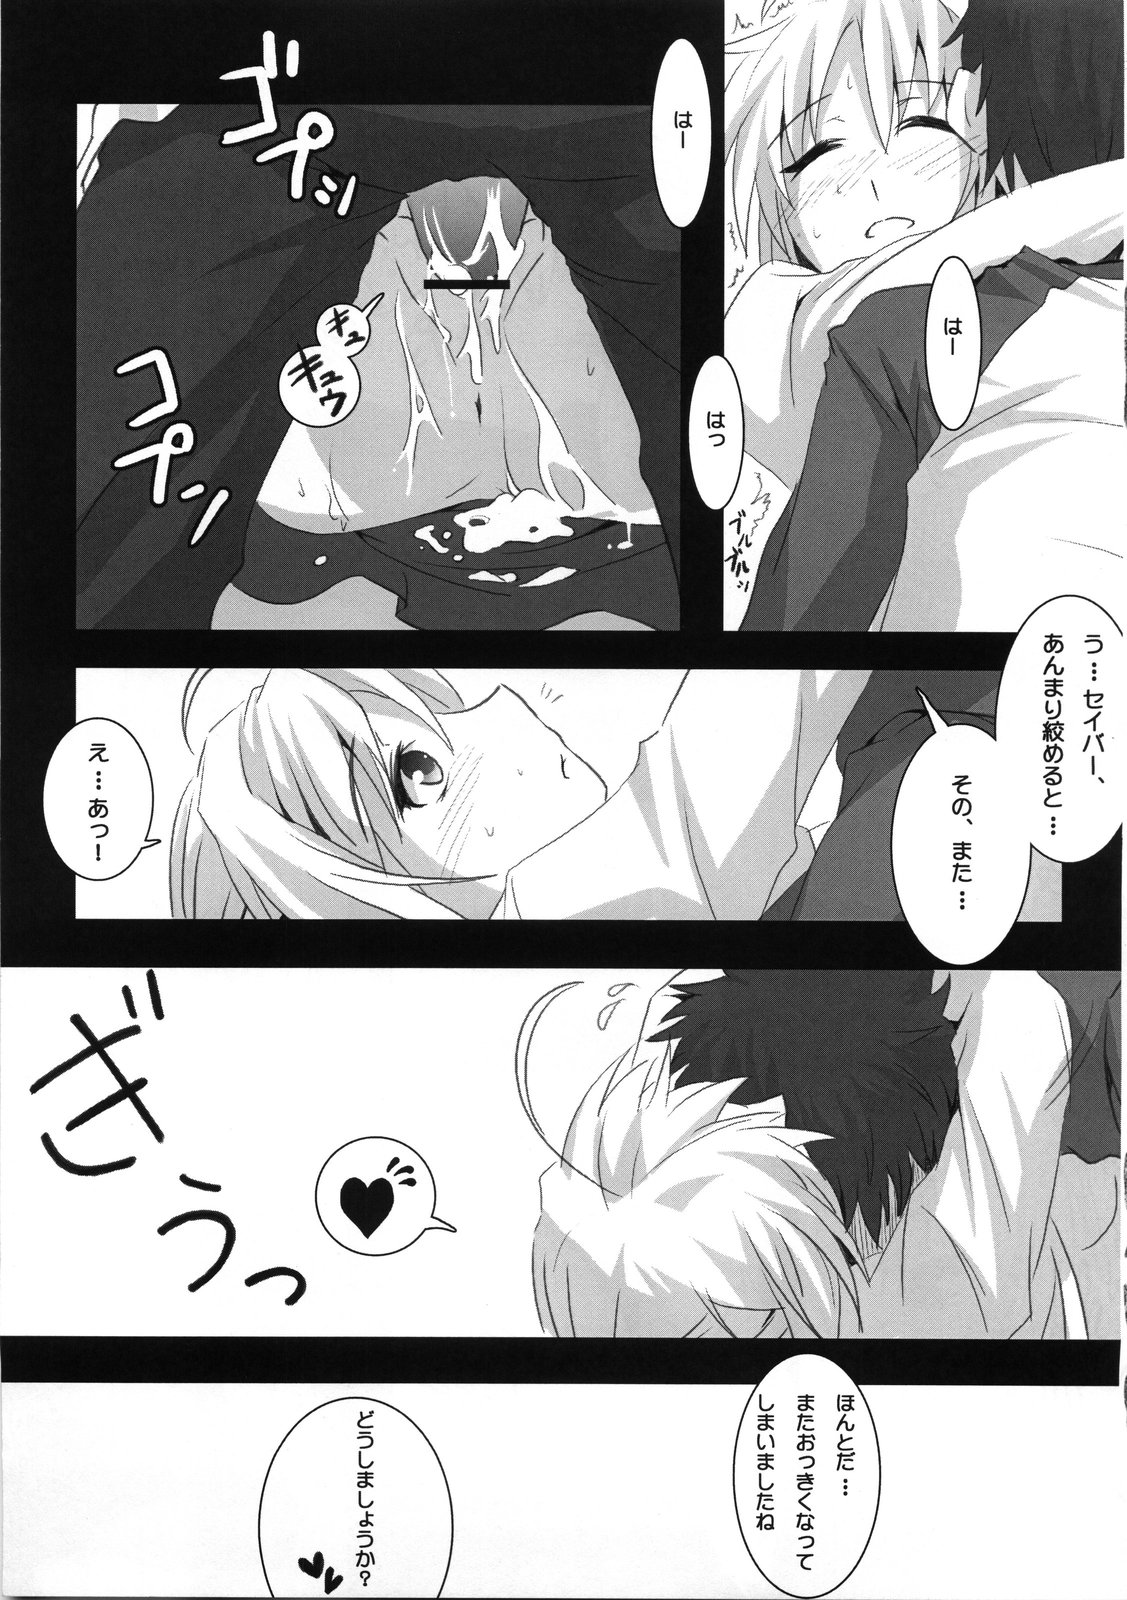 はー
はー
はっ
ブルブルッ
ゴプッ
コプン
キュ
キュウ
う…セイバー、
あんまり絞めると…
その、また…
え…あっ！
ぎうっ
ほんとだ…
またおっきくなって
しまいましたね
どうしましょうか？